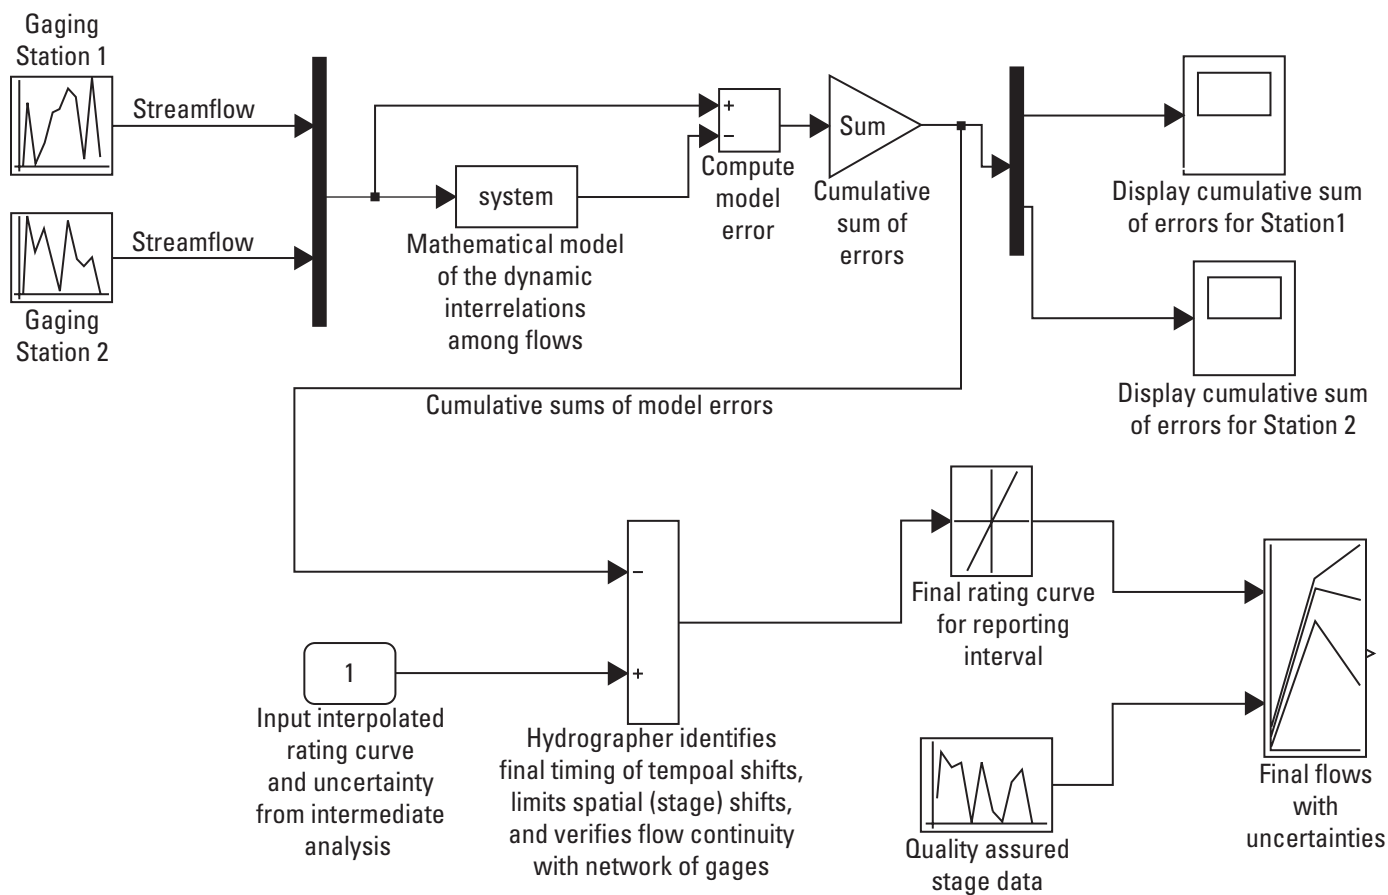 Gaging
Station 1
Streamflow
Streamflow
Gaging
Station 2
system
Mathematical model
of the dynamic
interrelations
among flows
+
−
Compute
model
error
Sum
Cumulative
sum of
errors
Display cumulative sum
of errors for Station1
Display cumulative sum
of errors for Station 2
Cumulative sums of model errors
−
+
1
Input interpolated
rating curve
and uncertainty
from intermediate
analysis
Hydrographer identifies
final timing of tempoal shifts,
limits spatial (stage) shifts,
and verifies flow continuity
with network of gages
Final rating curve
for reporting
interval
Quality assured
stage data
Final flows
with
uncertainties